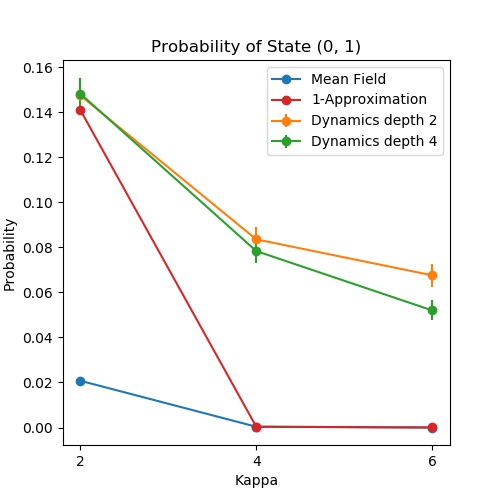 Probability of State (0, 1)
Mean Field
1-Approximation
Dynamics depth 2
Dynamics depth 4
Probability
0.16
0.14
0.12
0.10
0.08
0.06
0.04
0.02
0.00
2 4 6
Kappa